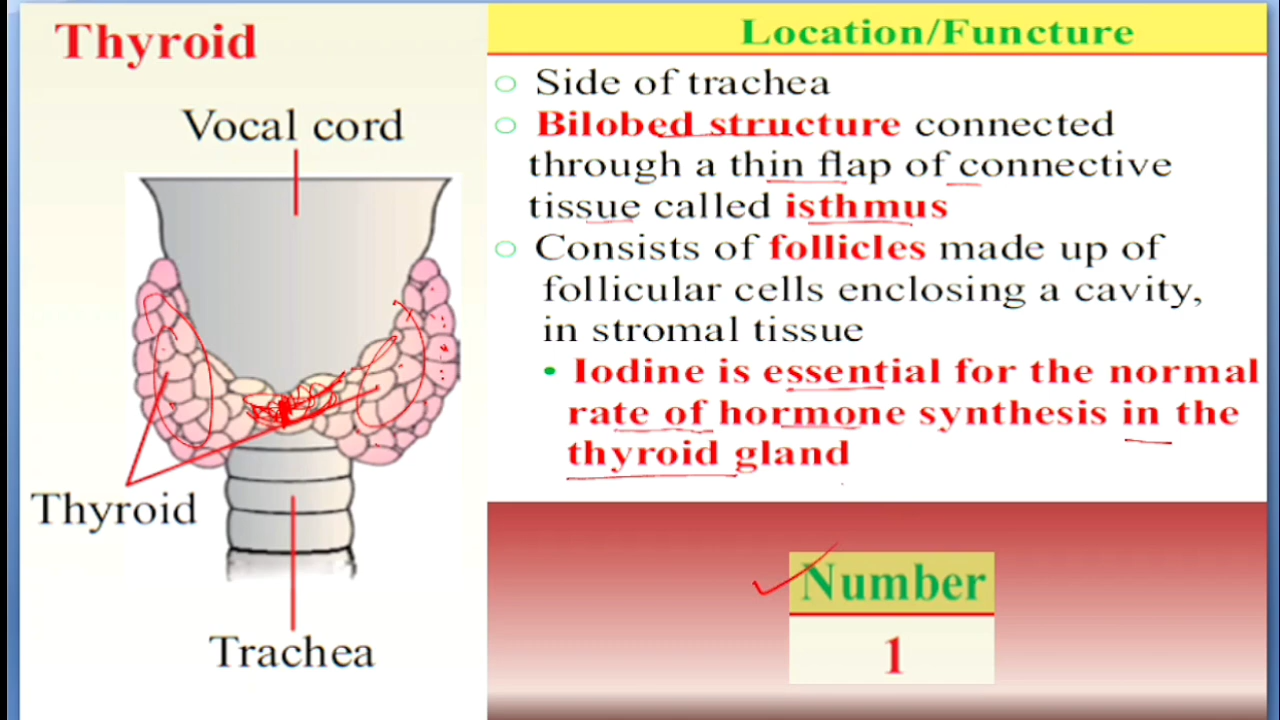 Thyroid
Vocal cord
Thyroid
Trachea
Location/Functure
Side of trachea
Bilobed structure connected
through a thin flap of connective
tissue called isthmus
Consists of follicles made up of
follicular cells enclosing a cavity,
in stromal tissue
Iodine is essential for the normal
rate of hormone synthesis in the
thyroid gland
Number
1